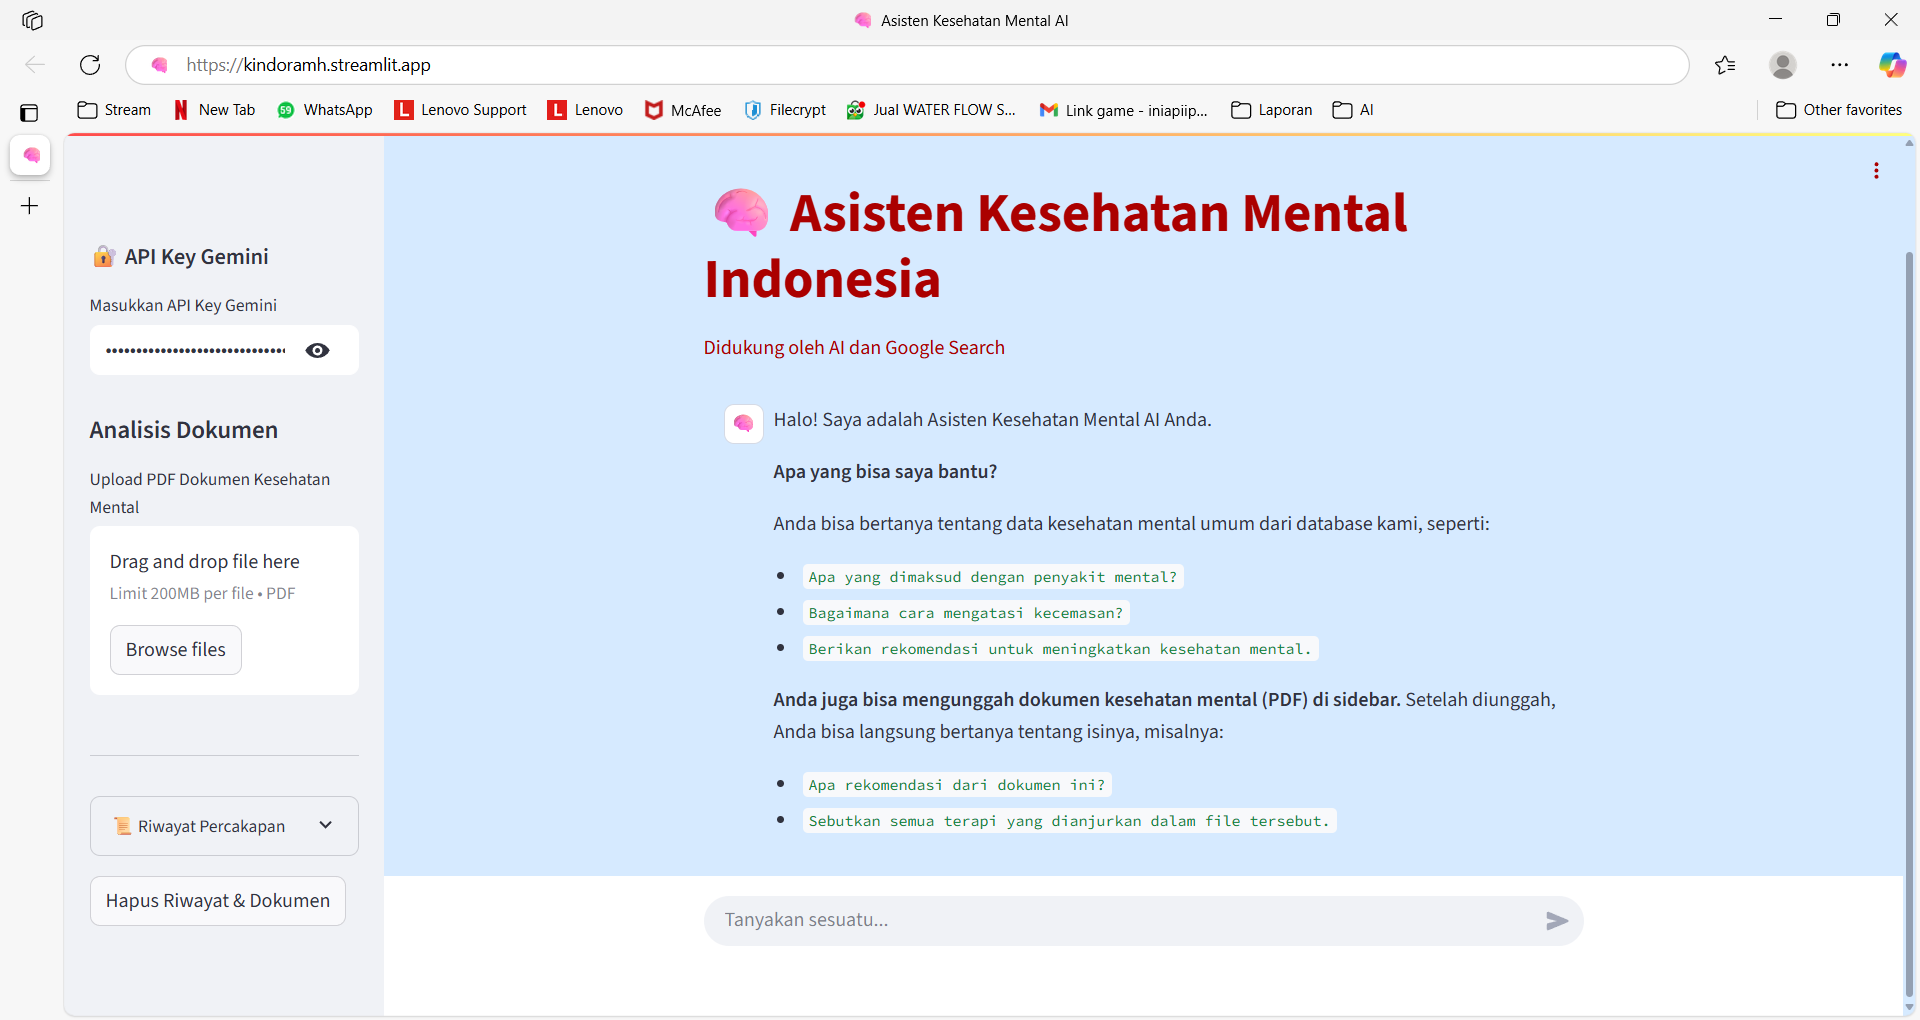 Asisten Kesehatan Mental AI
https://kindoramh.streamlit.app
Stream
New Tab
59
WhatsApp
L
Lenovo Support
L
Lenovo
McAfee
Filecrypt
Jual WATER FLOW S...
Link game - iniapiip...
Laporan
AI
Other favorites
API Key Gemini
Masukkan API Key Gemini
Analisis Dokumen
Upload PDF Dokumen Kesehatan
Mental
Drag and drop file here
Limit 200MB per file • PDF
Browse files
Riwayat Percakapan
Hapus Riwayat & Dokumen
Asisten Kesehatan Mental
Indonesia
Didukung oleh AI dan Google Search
Halo! Saya adalah Asisten Kesehatan Mental AI Anda.
Apa yang bisa saya bantu?
Anda bisa bertanya tentang data kesehatan mental umum dari database kami, seperti:
Apa yang dimaksud dengan penyakit mental?
Bagaimana cara mengatasi kecemasan?
Berikan rekomendasi untuk meningkatkan kesehatan mental.
Anda juga bisa mengunggah dokumen kesehatan mental (PDF) di sidebar. Setelah diunggah,
Anda bisa langsung bertanya tentang isinya, misalnya:
Apa rekomendasi dari dokumen ini?
Sebutkan semua terapi yang dianjurkan dalam file tersebut.
Tanyakan sesuatu...